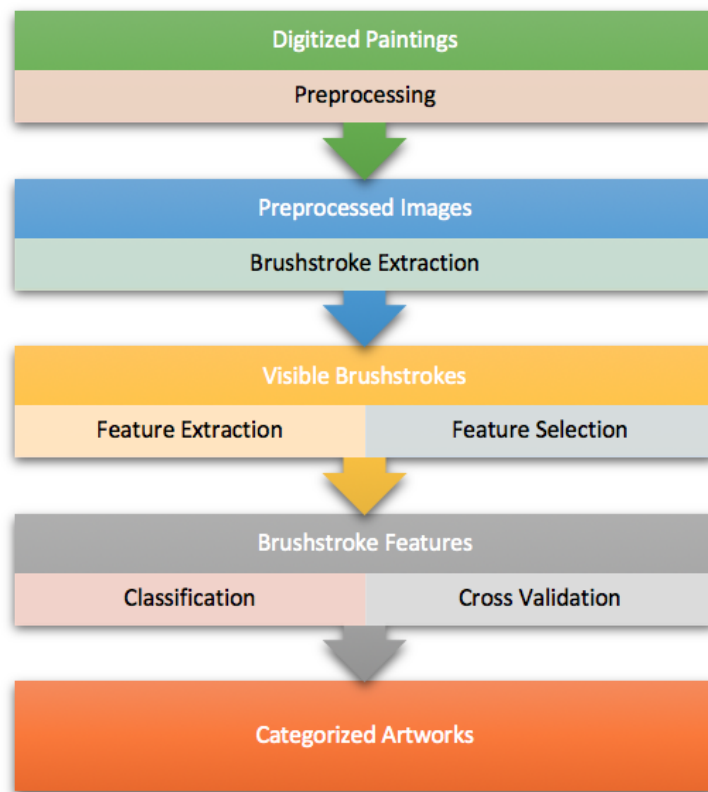 Digitized Paintings
Preprocessing
Preprocessed Images
Brushstroke Extraction
Visible Brushstrokes
Feature Extraction
Feature Selection
Brushstroke Features
Classification
Cross Validation
Categorized Artworks